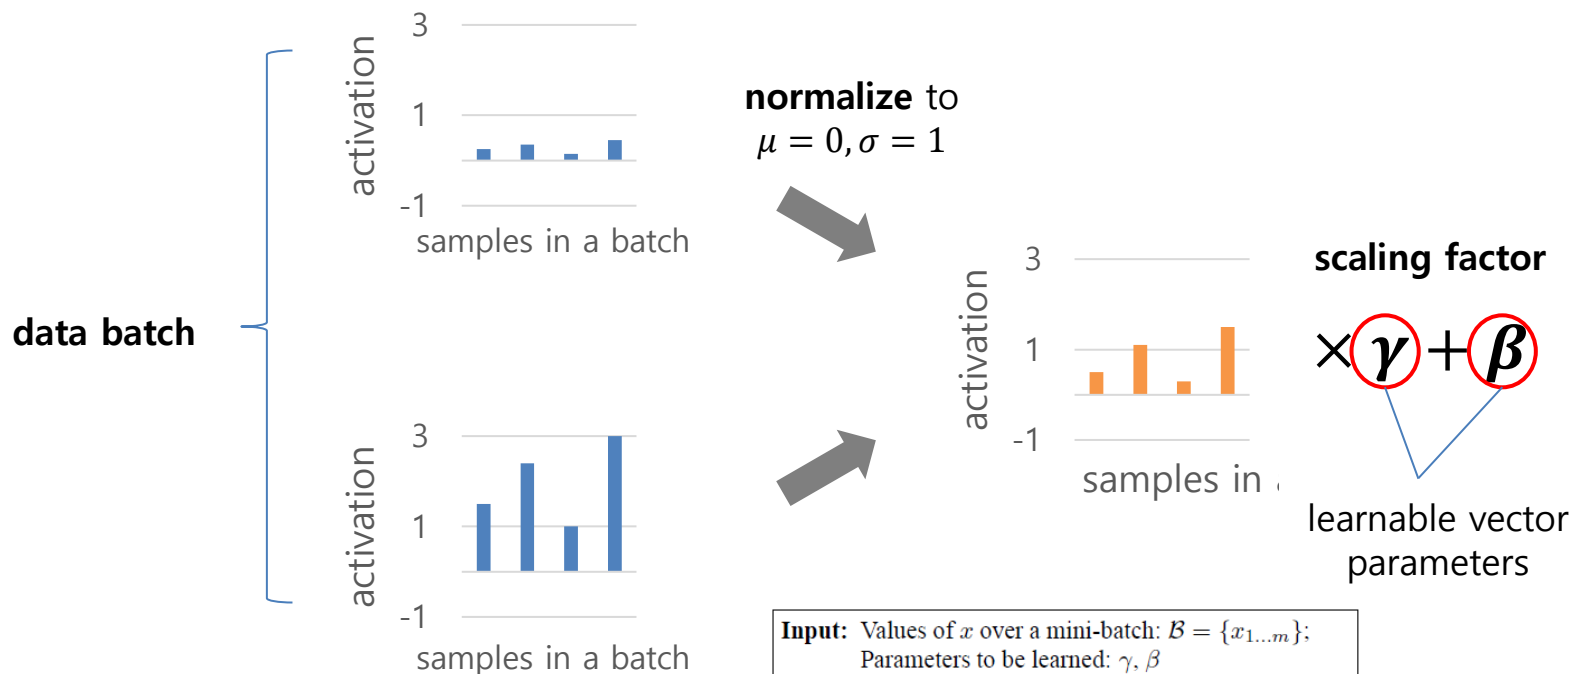 data batch
3
1
-1
activation
samples in a batch
3
1
-1
activation
samples in a batch
normalize to
μ = 0, σ = 1
3
1
-1
activation
samples in
scaling factor
×γ+β
learnable vector
parameters
Input: Values of x over a mini-batch: B = {x₁...ₘ};
Parameters to be learned: γ, β